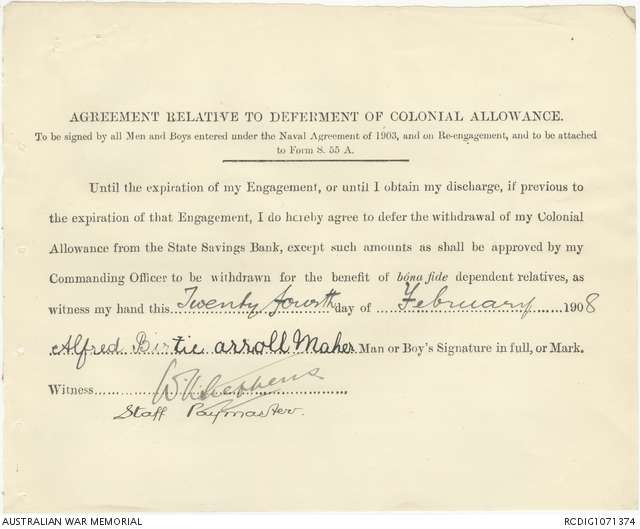 AGREEMENT RELATIVE TO DEFERMENT OF COLONIAL ALLOWANCE.
To be signed by all Men and Boys entered under the Naval Agreement of 1903, and on Re-engagement, and to be attached
to Form S. 55 A.
Until the expiration of my Engagement, or until I obtain my discharge, if previous to
the expiration of that Engagement, I do hereby agree to defer the withdrawal of my Colonial
Allowance from the State Savings Bank, except such amounts as shall be approved by my
Commanding Officer to be withdrawn for the benefit of bóna fide dependent relatives, as
witness my hand this Twenty fourth day of February 1908
Alfred Birtie arroll Maher Man or Boy's Signature in full, or Mark.
Witness
Staff Paymaster.
AUSTRALIAN WAR MEMORIAL
RCDIG1071374